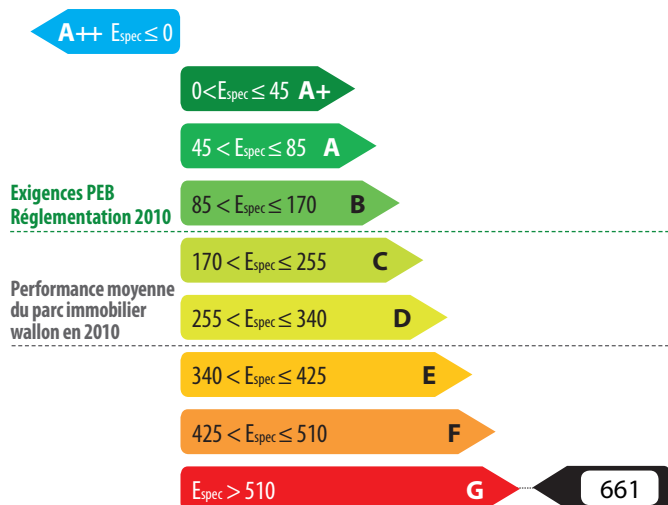 A++ Espec ≤ 0
0<Espec ≤ 45 A+
45 < Espec ≤ 85 A
Exigences PEB
Réglementation 2010
85 < Espec ≤ 170 B
170 < Espec ≤ 255 C
Performance moyenne
du parc immobilier
wallon en 2010
255 < Espec ≤ 340 D
340 < Espec ≤ 425 E
425 < Espec ≤ 510 F
Espec > 510 G 661